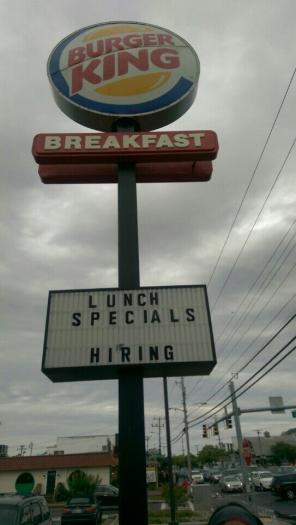 BURGER
KING
BREAKFAST
LUNCH
SPECIALS
HIRING